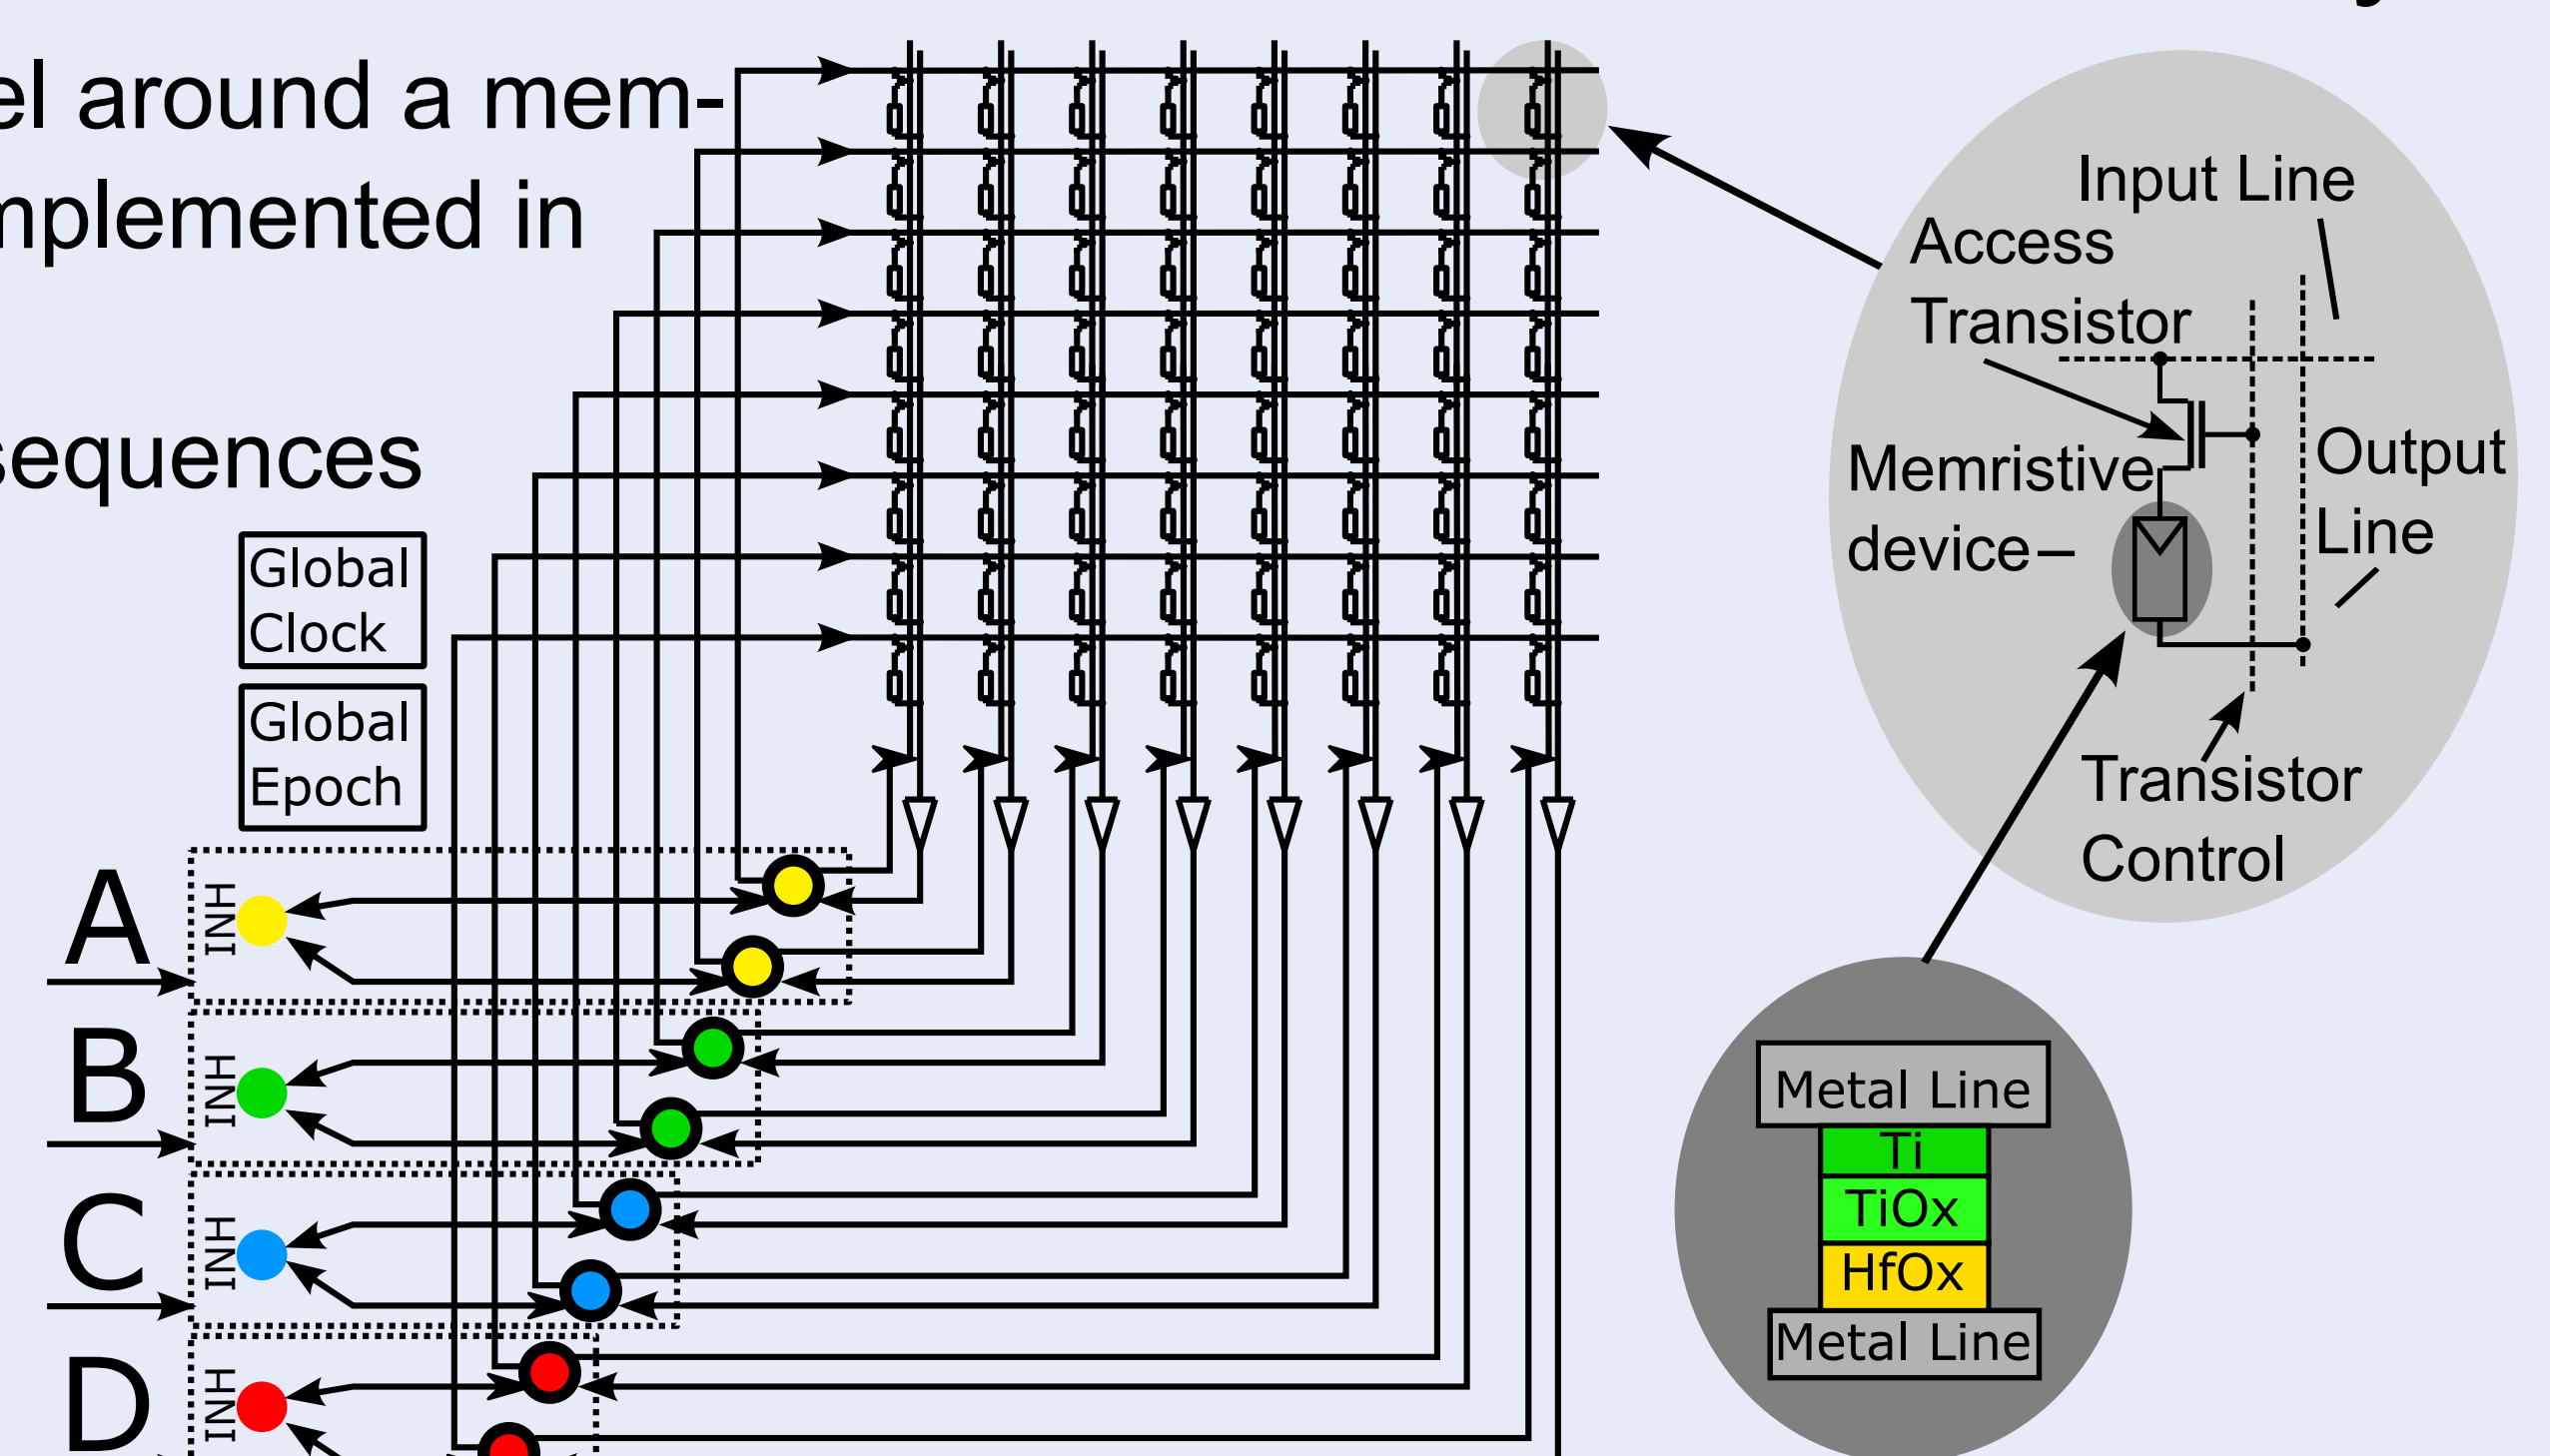 el around a mem-
mplemented in
sequences
Global
Clock
Global
Epoch
A
INH
B
INH
C
INH
D
INH
Input Line
Access
Transistor
Memristive
device
Output
Line
Transistor
Control
Metal Line
Ti
TiOx
HfOx
Metal Line